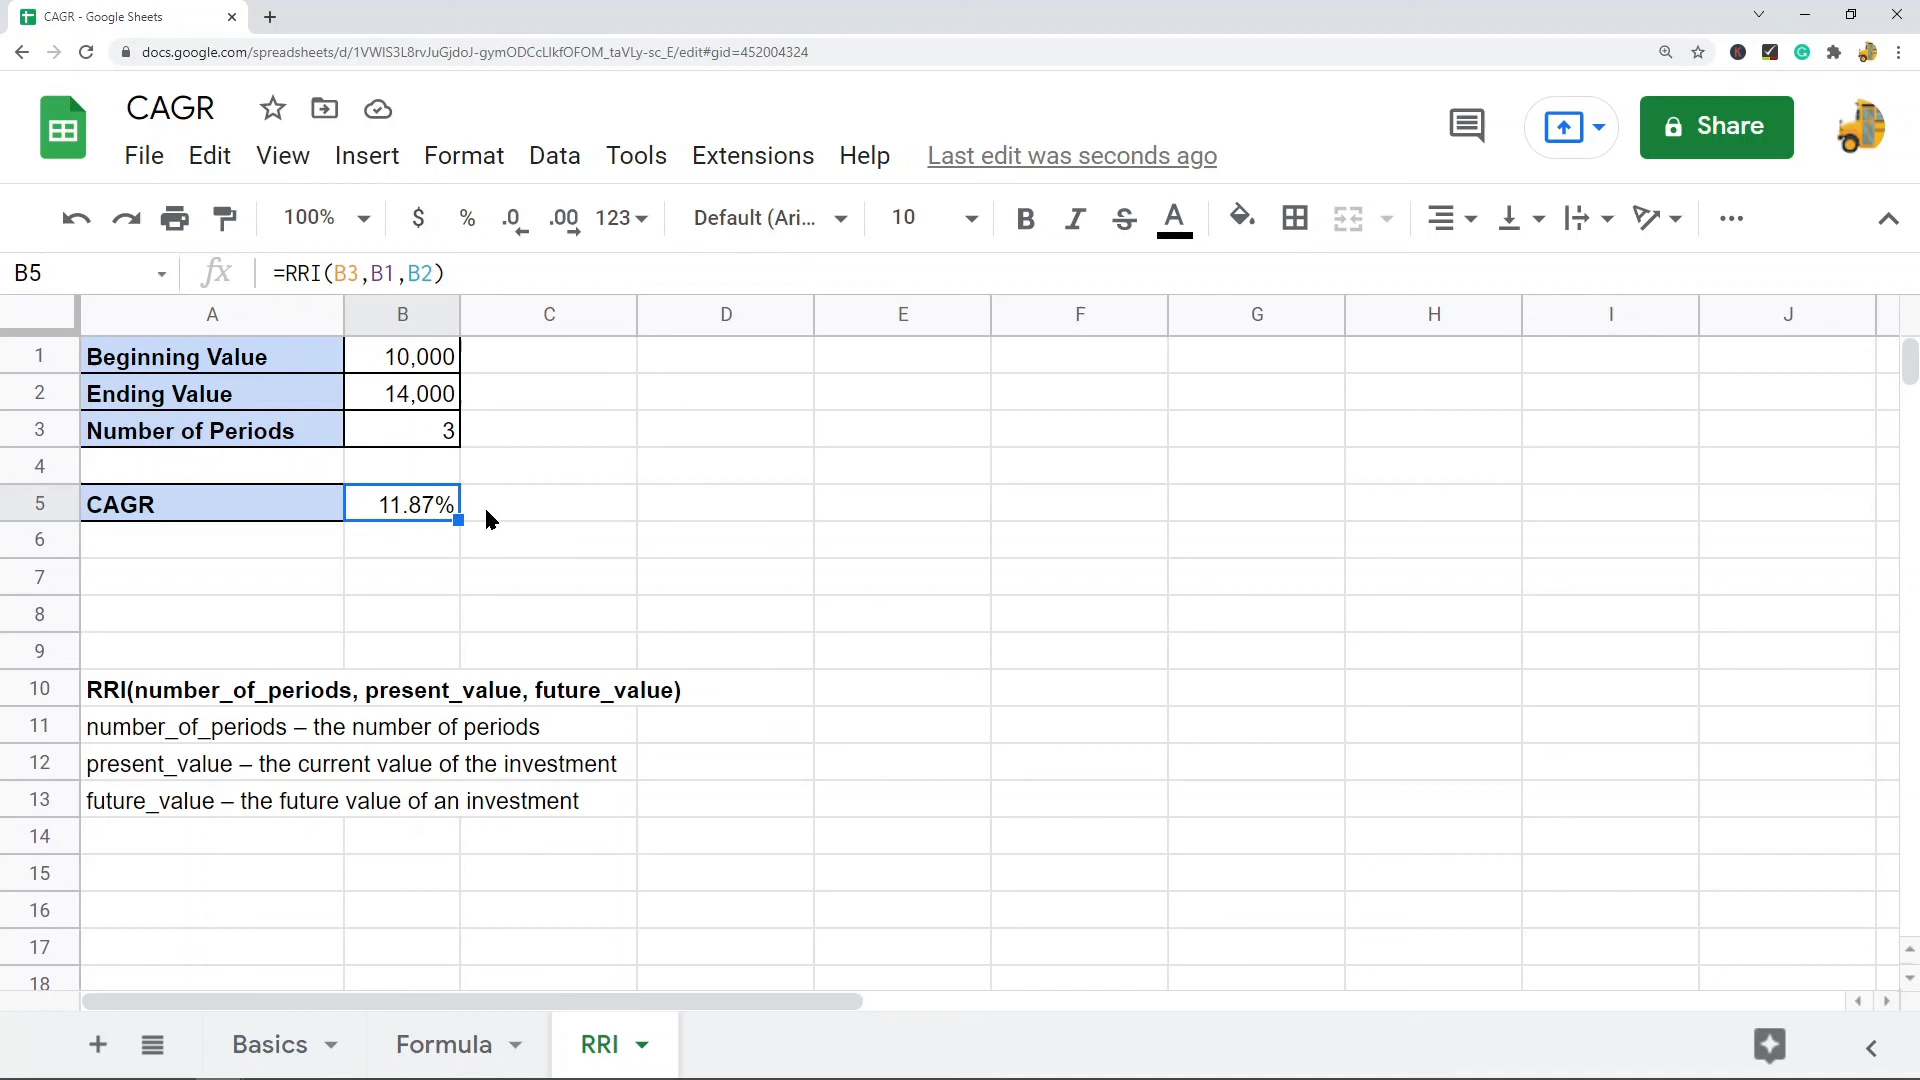 CAGR - Google Sheets
docs.google.com/spreadsheets/d/1VWIS3L8rvJuGjdoJ-gymODCcLIkfOFOM_taVLy-sc_E/edit#gid=452004324
CAGR
Share
File Edit View Insert Format Data Tools Extensions Help Last edit was seconds ago
100% $ % .0 .00 123 Default (Ari... 10 B I S A
B5 fx =RRI(B3,B1,B2)
A B C D E F G H I J
1 Beginning Value 10,000
2 Ending Value 14,000
3 Number of Periods 3
4
5 CAGR 11.87%
6
7
8
9
10 RRI(number_of_periods, present_value, future_value)
11 number_of_periods – the number of periods
12 present_value – the current value of the investment
13 future_value – the future value of an investment
14
15
16
17
18
Basics Formula RRI